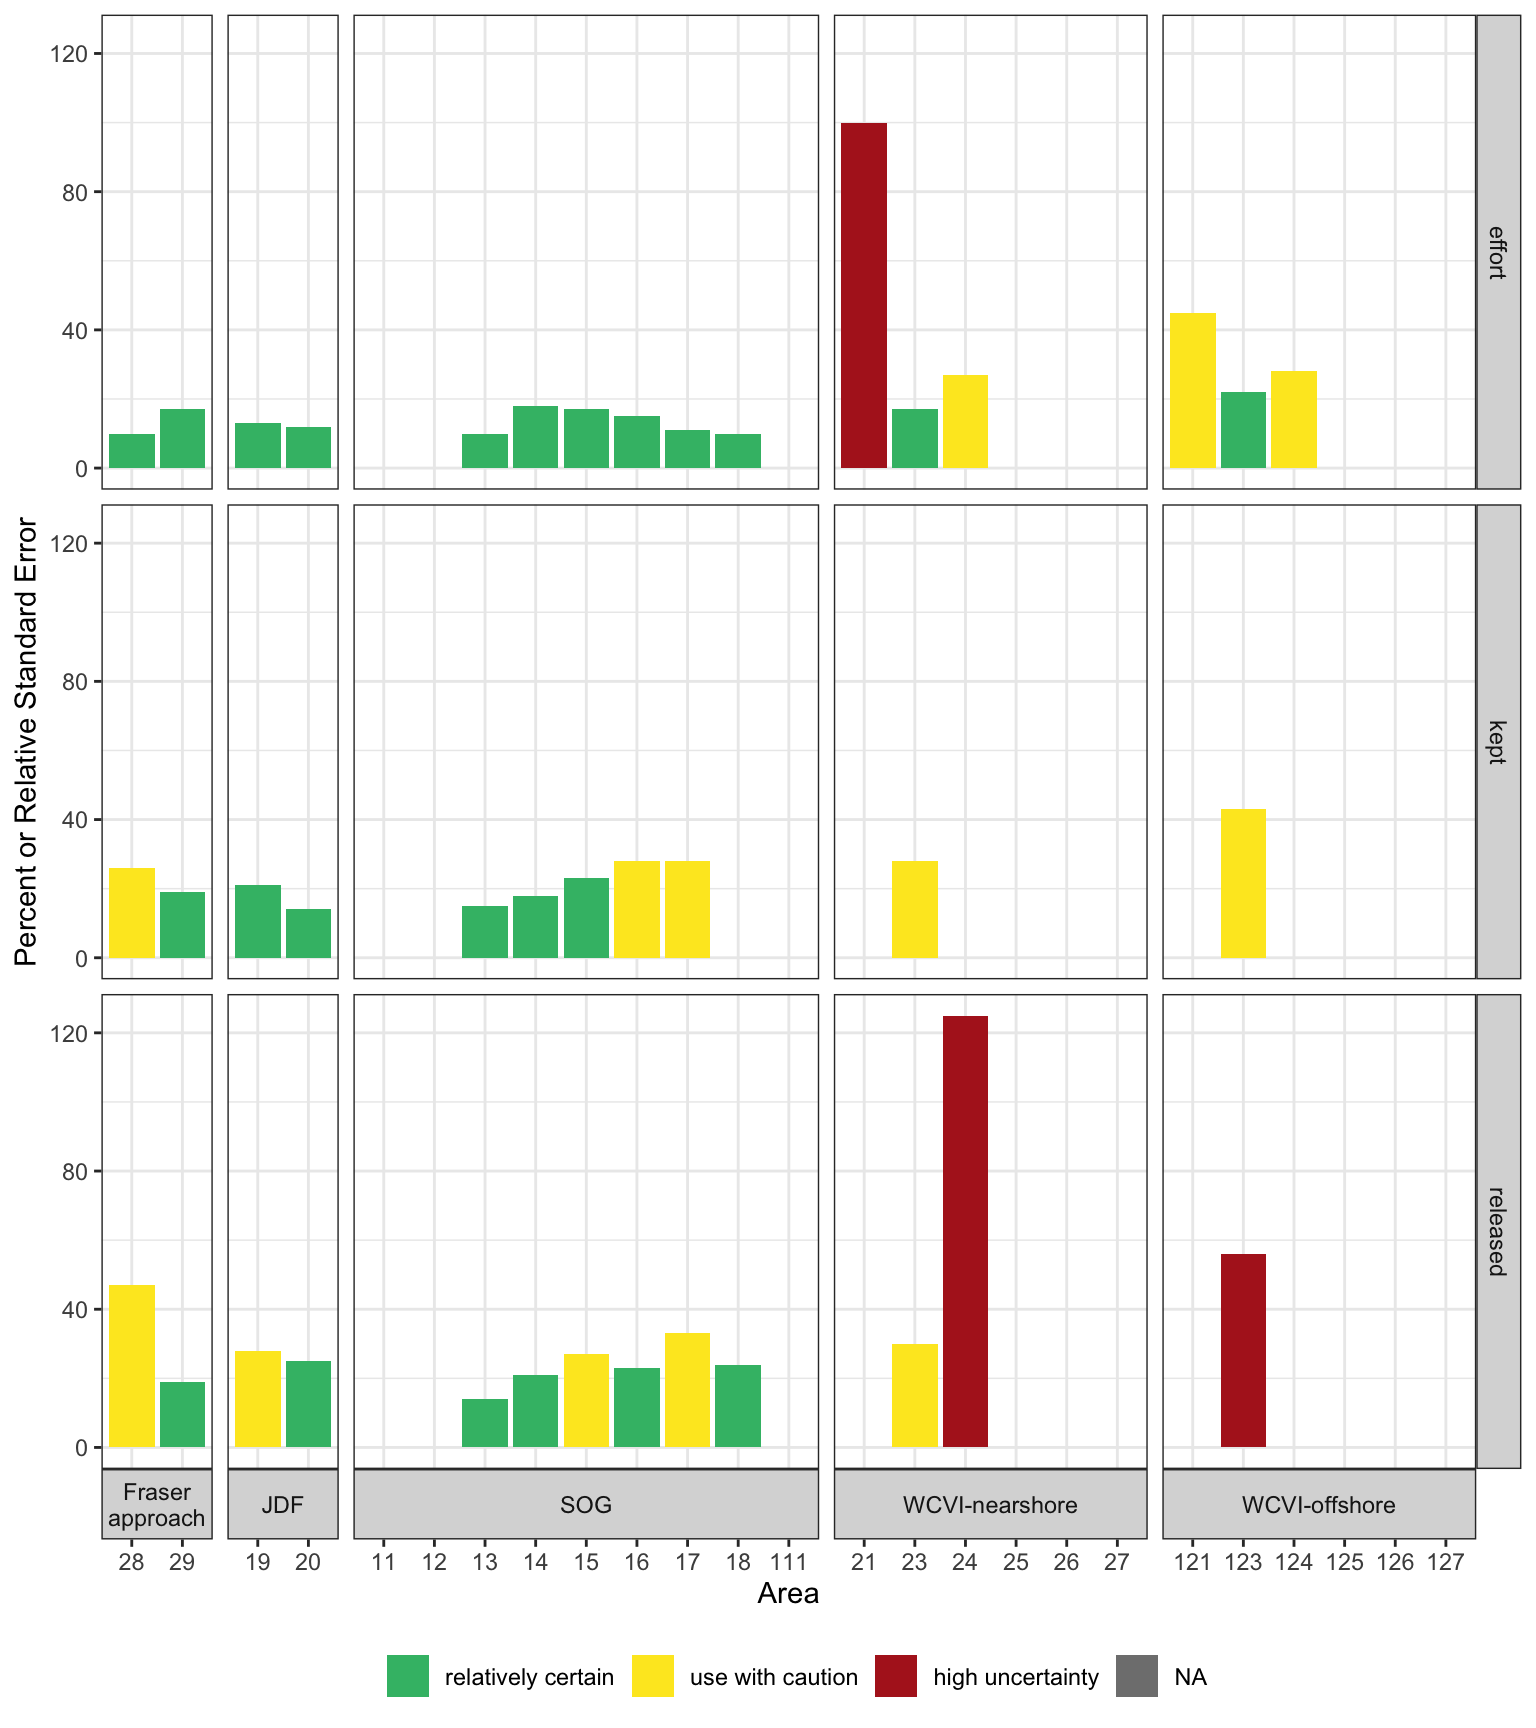 Percent or Relative Standard Error
120
80
40
0
effort
120
80
40
0
kept
120
80
40
0
released
Fraser
approach
JDF
SOG
WCVI-nearshore
WCVI-offshore
28 29 19 20 11 12 13 14 15 16 17 18 111 21 23 24 25 26 27 121 123 124 125 126 127
Area
relatively certain use with caution high uncertainty NA